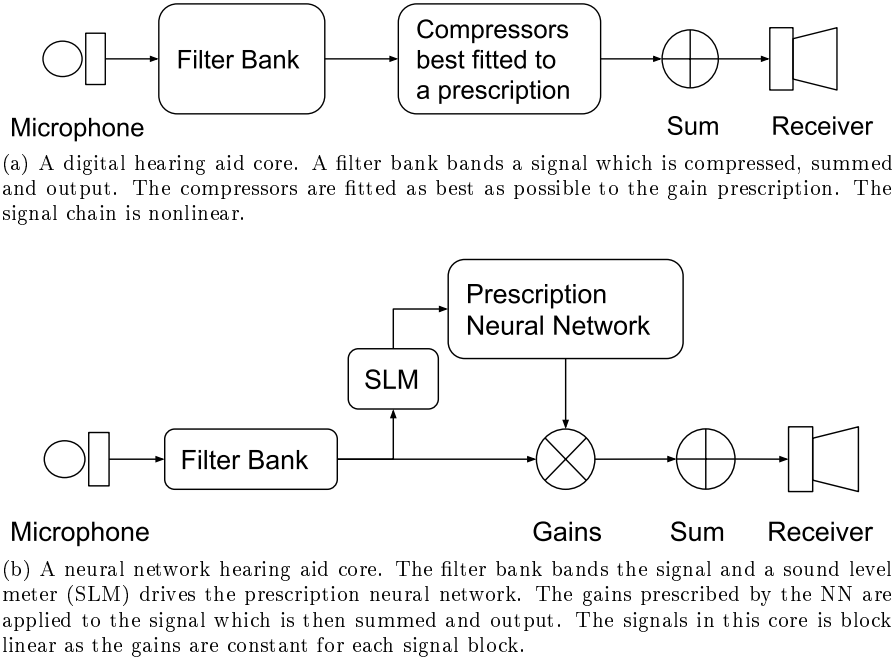 Filter Bank
Compressors
best fitted to
a prescription
Microphone
Sum
Receiver
(a) A digital hearing aid core. A filter bank bands a signal which is compressed, summed
and output. The compressors are fitted as best as possible to the gain prescription. The
signal chain is nonlinear.
Prescription
Neural Network
SLM
Filter Bank
Microphone
Gains
Sum
Receiver
(b) A neural network hearing aid core. The filter bank bands the signal and a sound level
meter (SLM) drives the prescription neural network. The gains prescribed by the NN are
applied to the signal which is then summed and output. The signals in this core is block
linear as the gains are constant for each signal block.